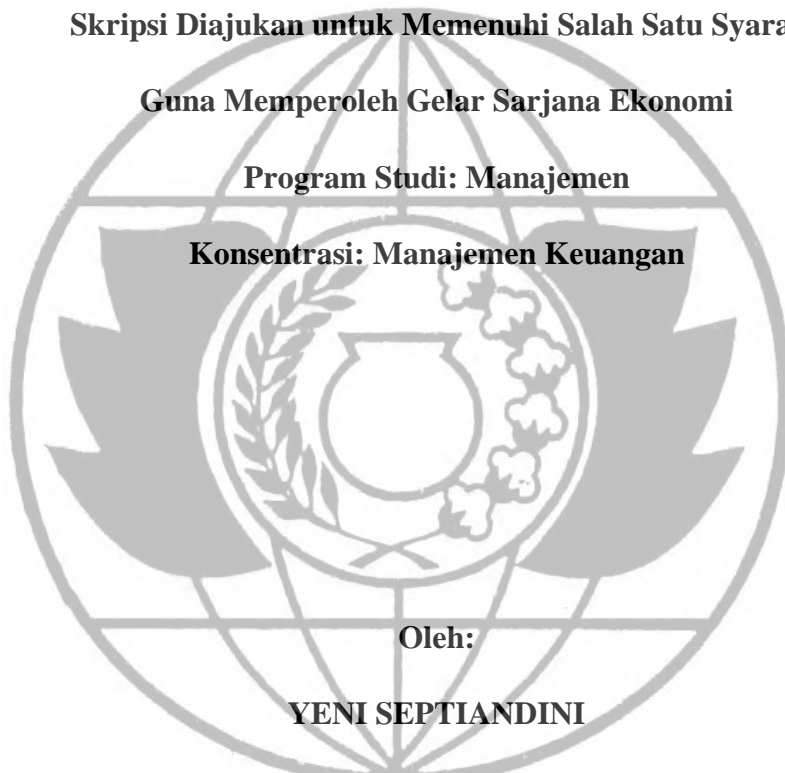 Skripsi Diajukan untuk Memenuhi Salah Satu Syara
Guna Memperoleh Gelar Sarjana Ekonomi
Program Studi: Manajemen
Konsentrasi: Manajemen Keuangan
Oleh:
YENI SEPTIANDINI